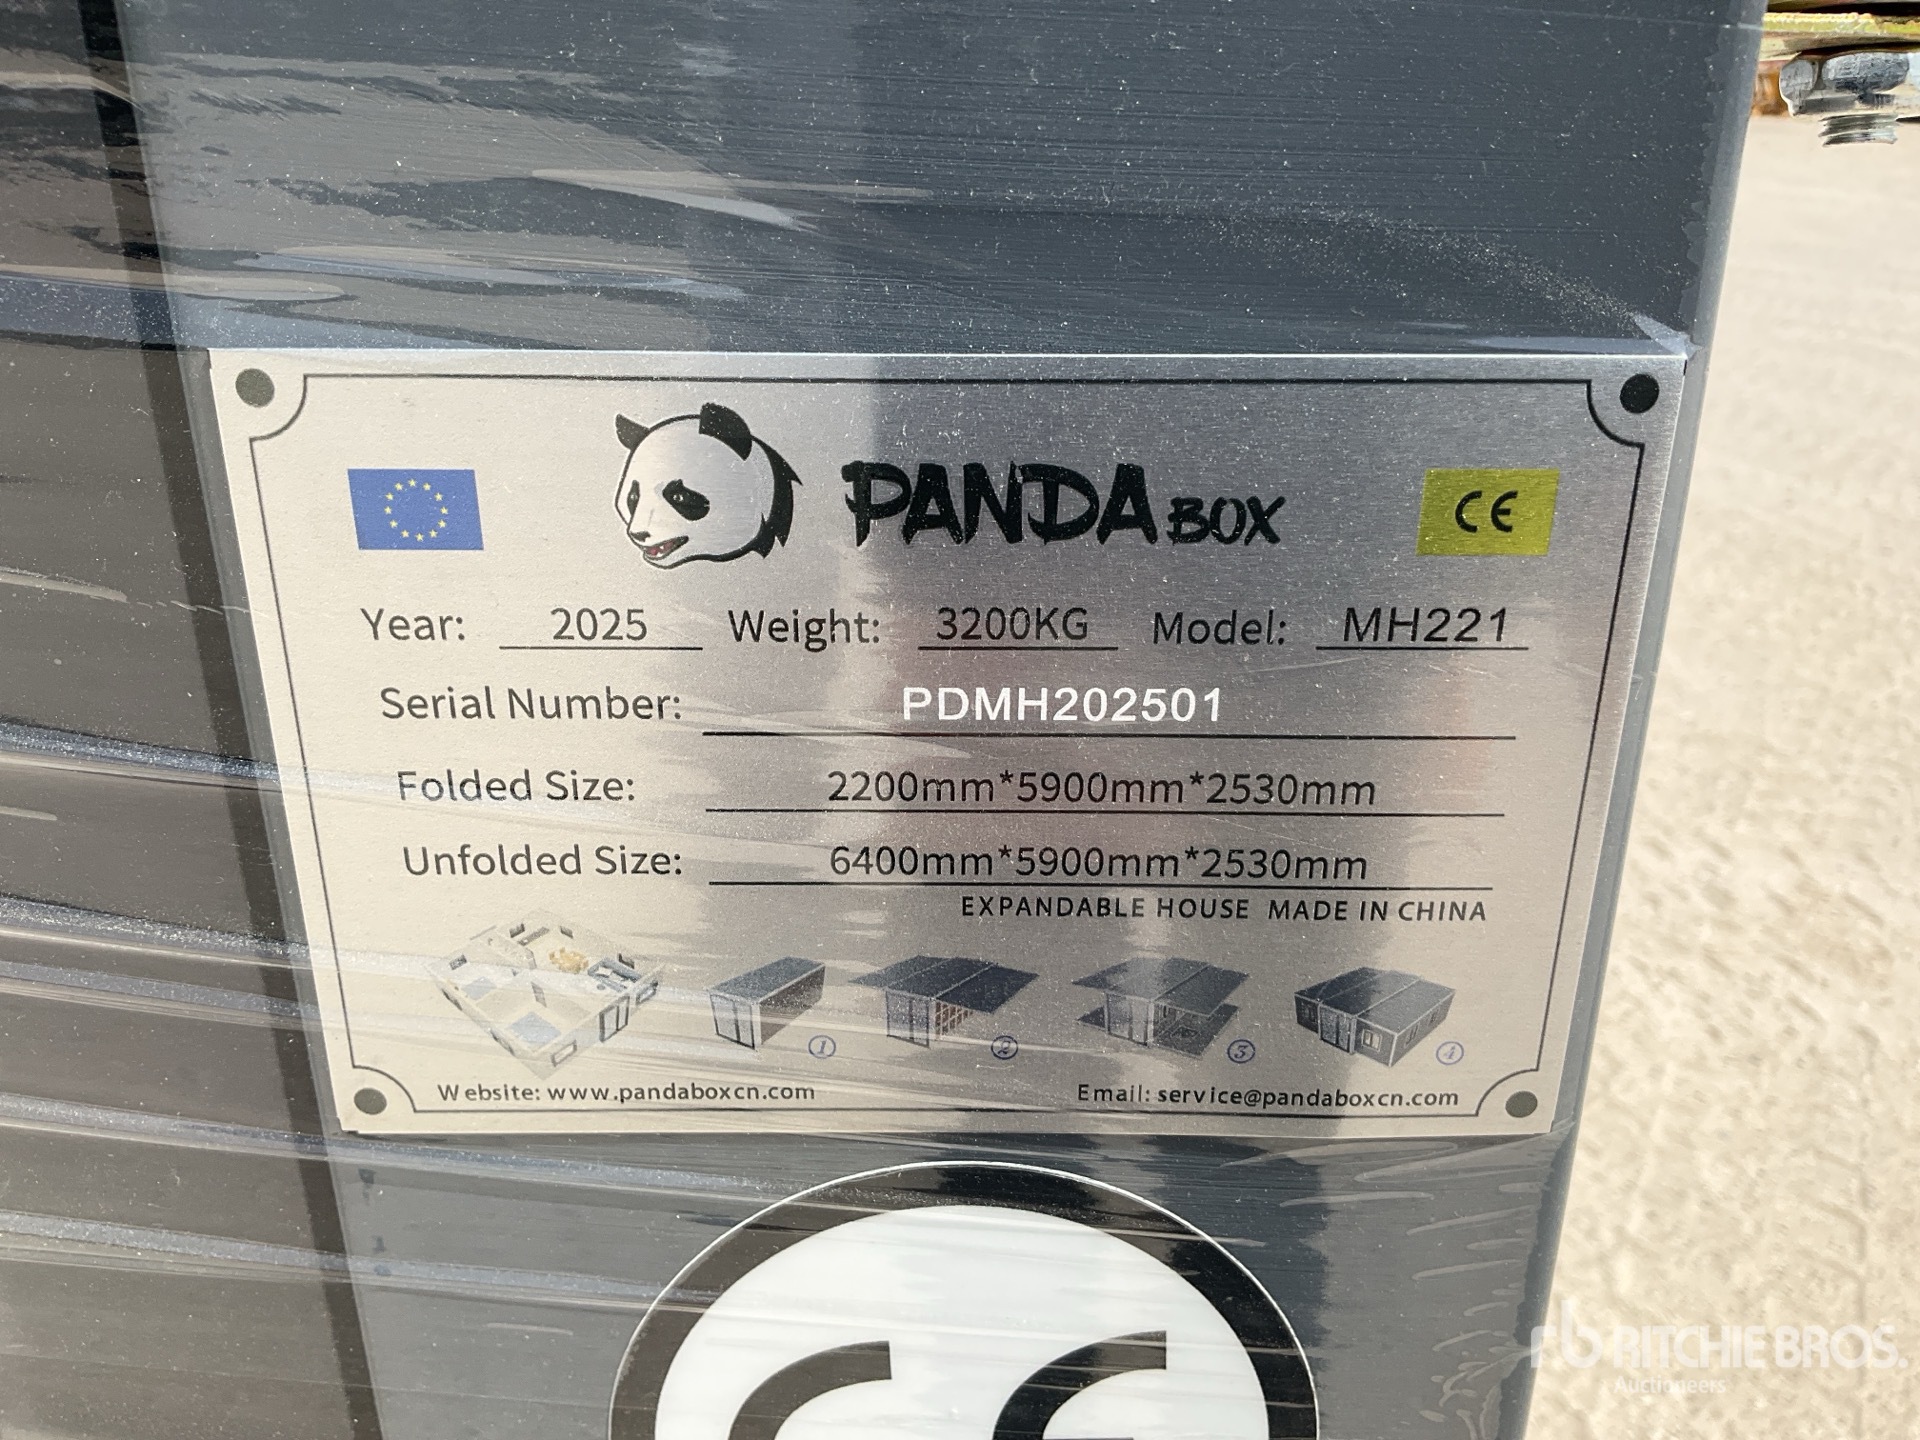 PANDA BOX
CE
Year: 2025 Weight: 3200KG Model: MH221
Serial Number: PDMH202501
Folded Size: 2200mm*5900mm*2530mm
Unfolded Size: 6400mm*5900mm*2530mm
EXPANDABLE HOUSE MADE IN CHINA
1 2 3 4
Website: www.pandaboxcn.com Email: service@pandaboxcn.com
CE
rb RITCHIE BROS.
Auctioneers